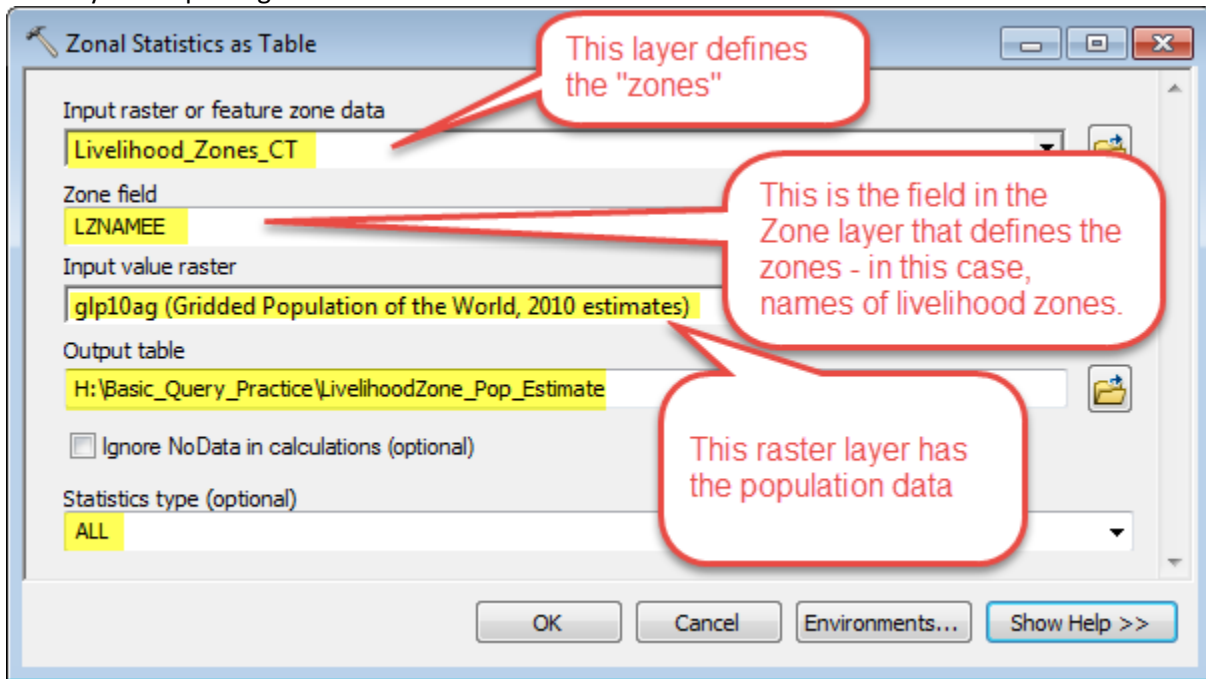 Zonal Statistics as Table
This layer defines
the "zones"
Input raster or feature zone data
Livelihood_Zones_CT
Zone field
LZNAMEE
This is the field in the
Zone layer that defines the
zones - in this case,
names of livelihood zones.
Input value raster
glp10ag (Gridded Population of the World, 2010 estimates)
Output table
H:\Basic_Query_Practice\LivelihoodZone_Pop_Estimate
Ignore NoData in calculations (optional)
This raster layer has
the population data
Statistics type (optional)
ALL
OK
Cancel
Environments...
Show Help >>